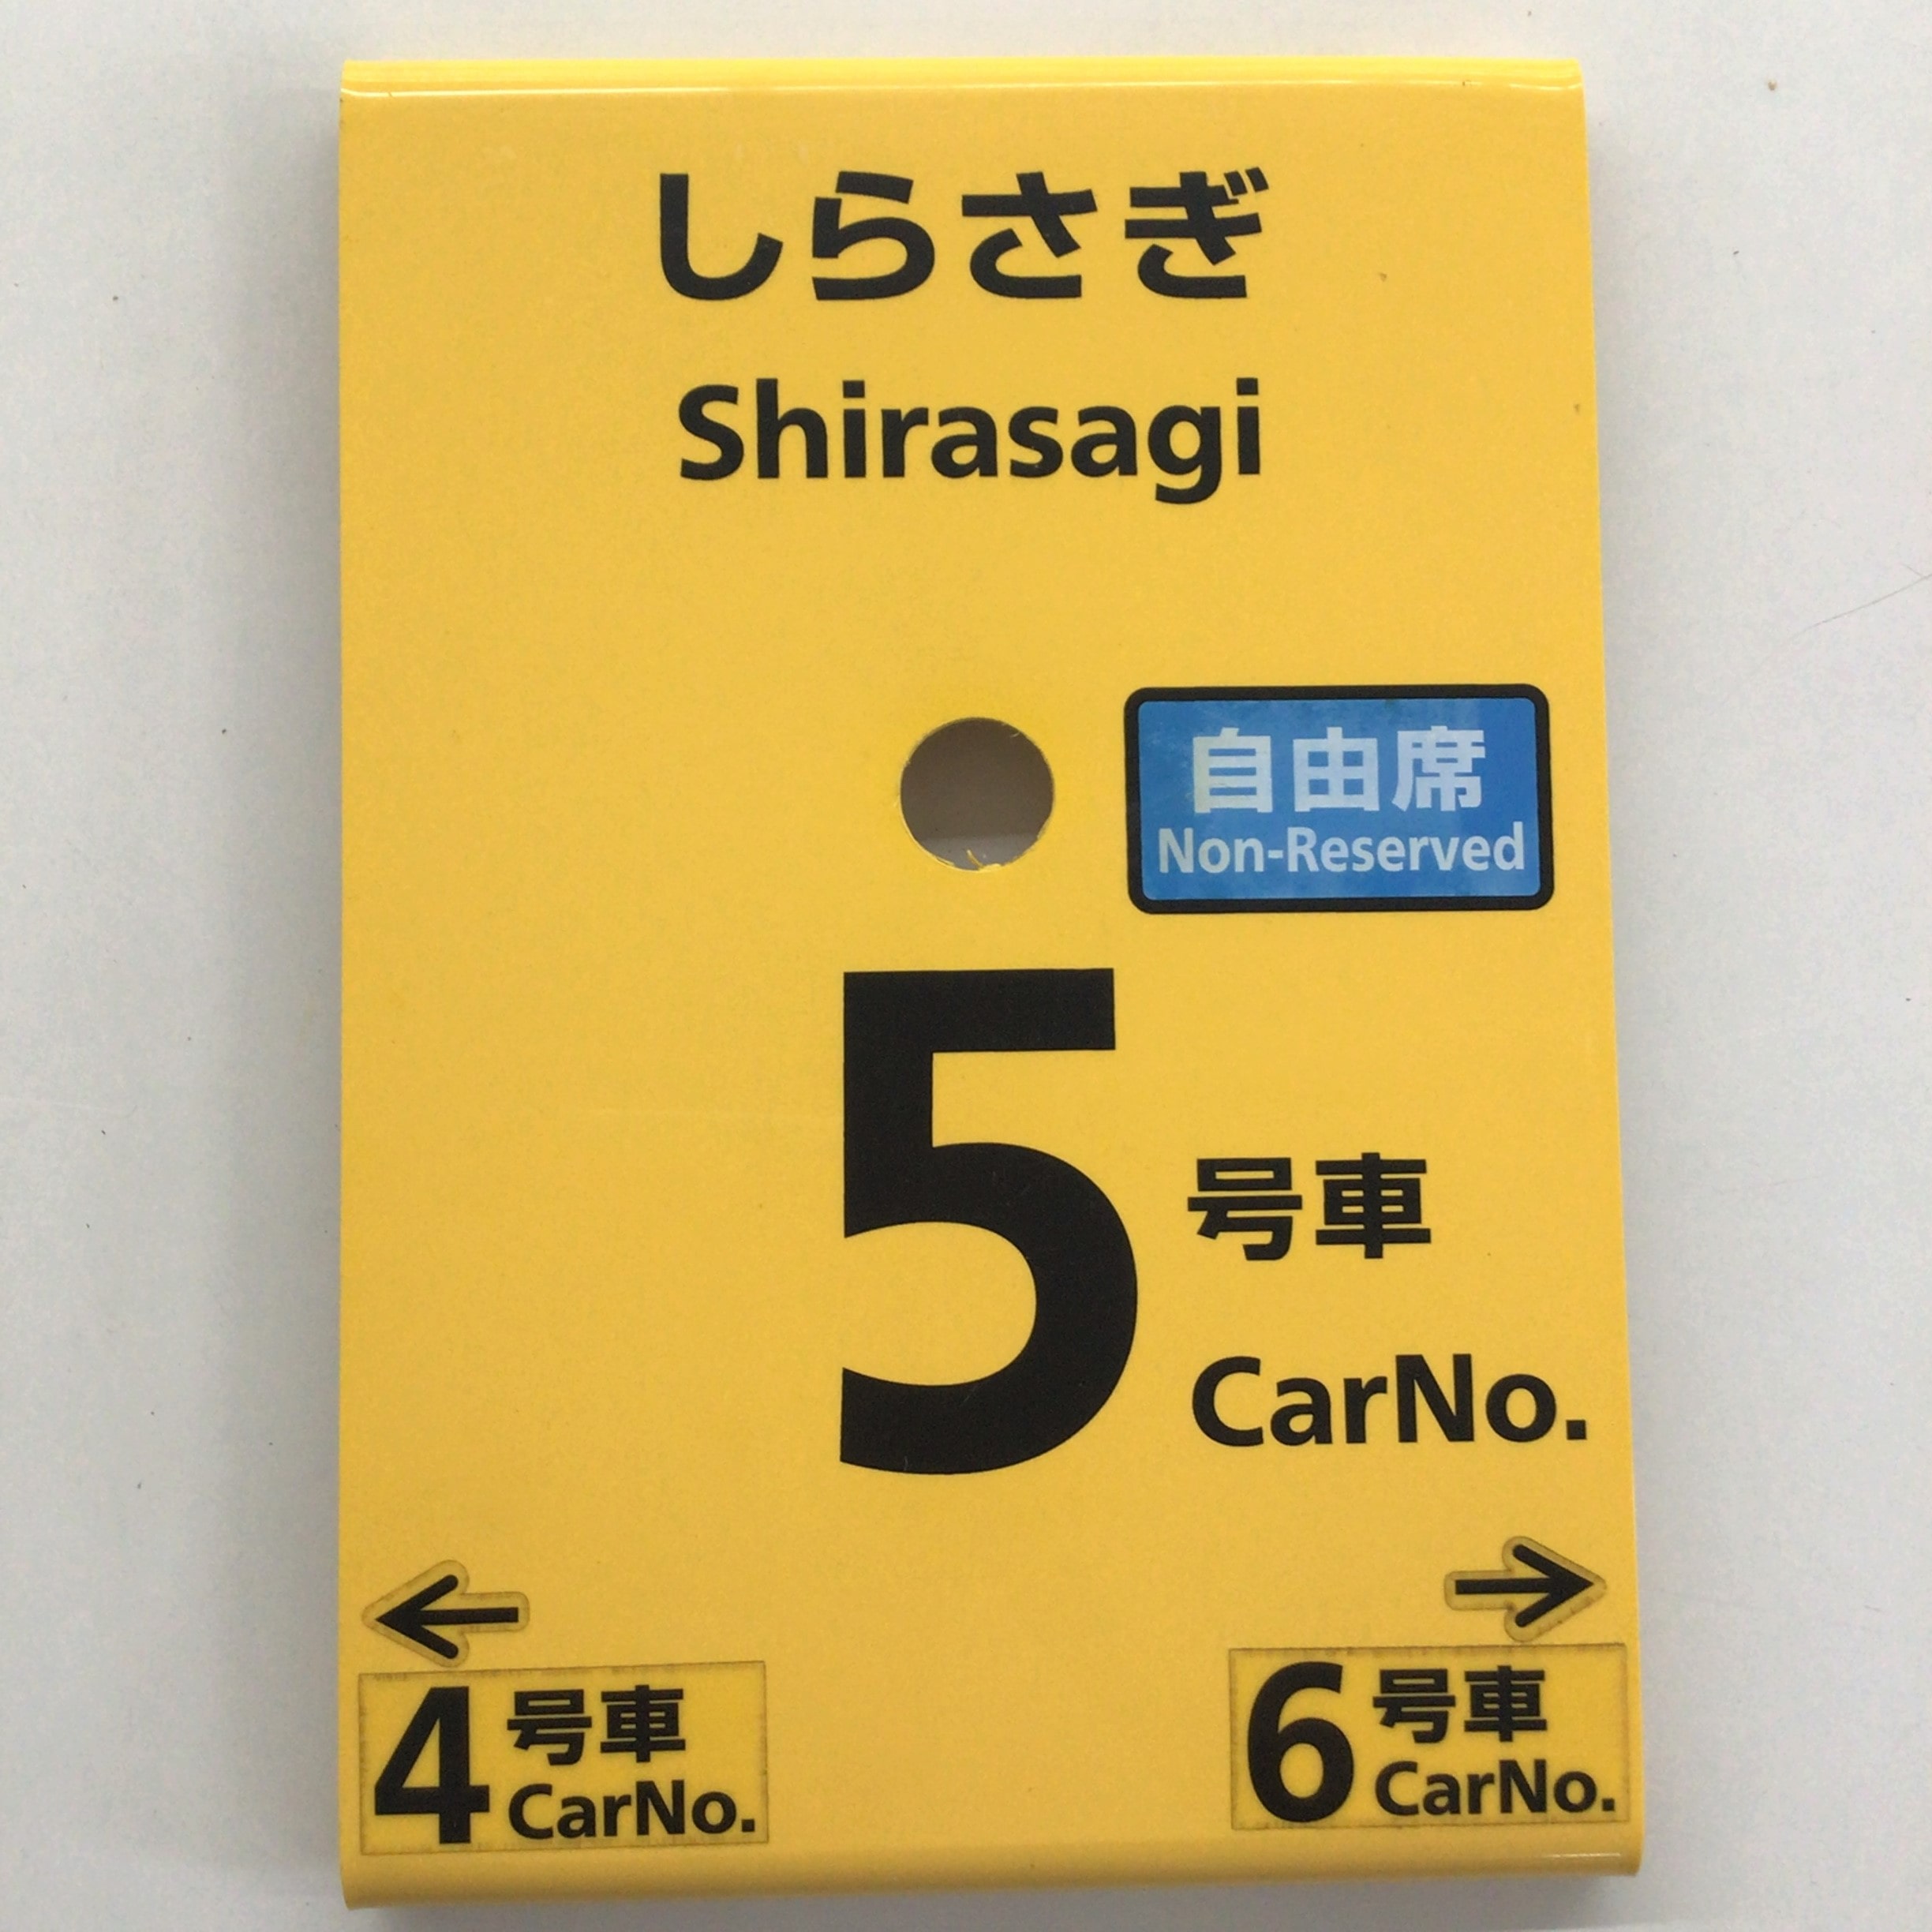 しらさぎ
Shirasagi
自由席
Non-Reserved
5 号車
CarNo.
←
→
4 号車
CarNo.
6 号車
CarNo.